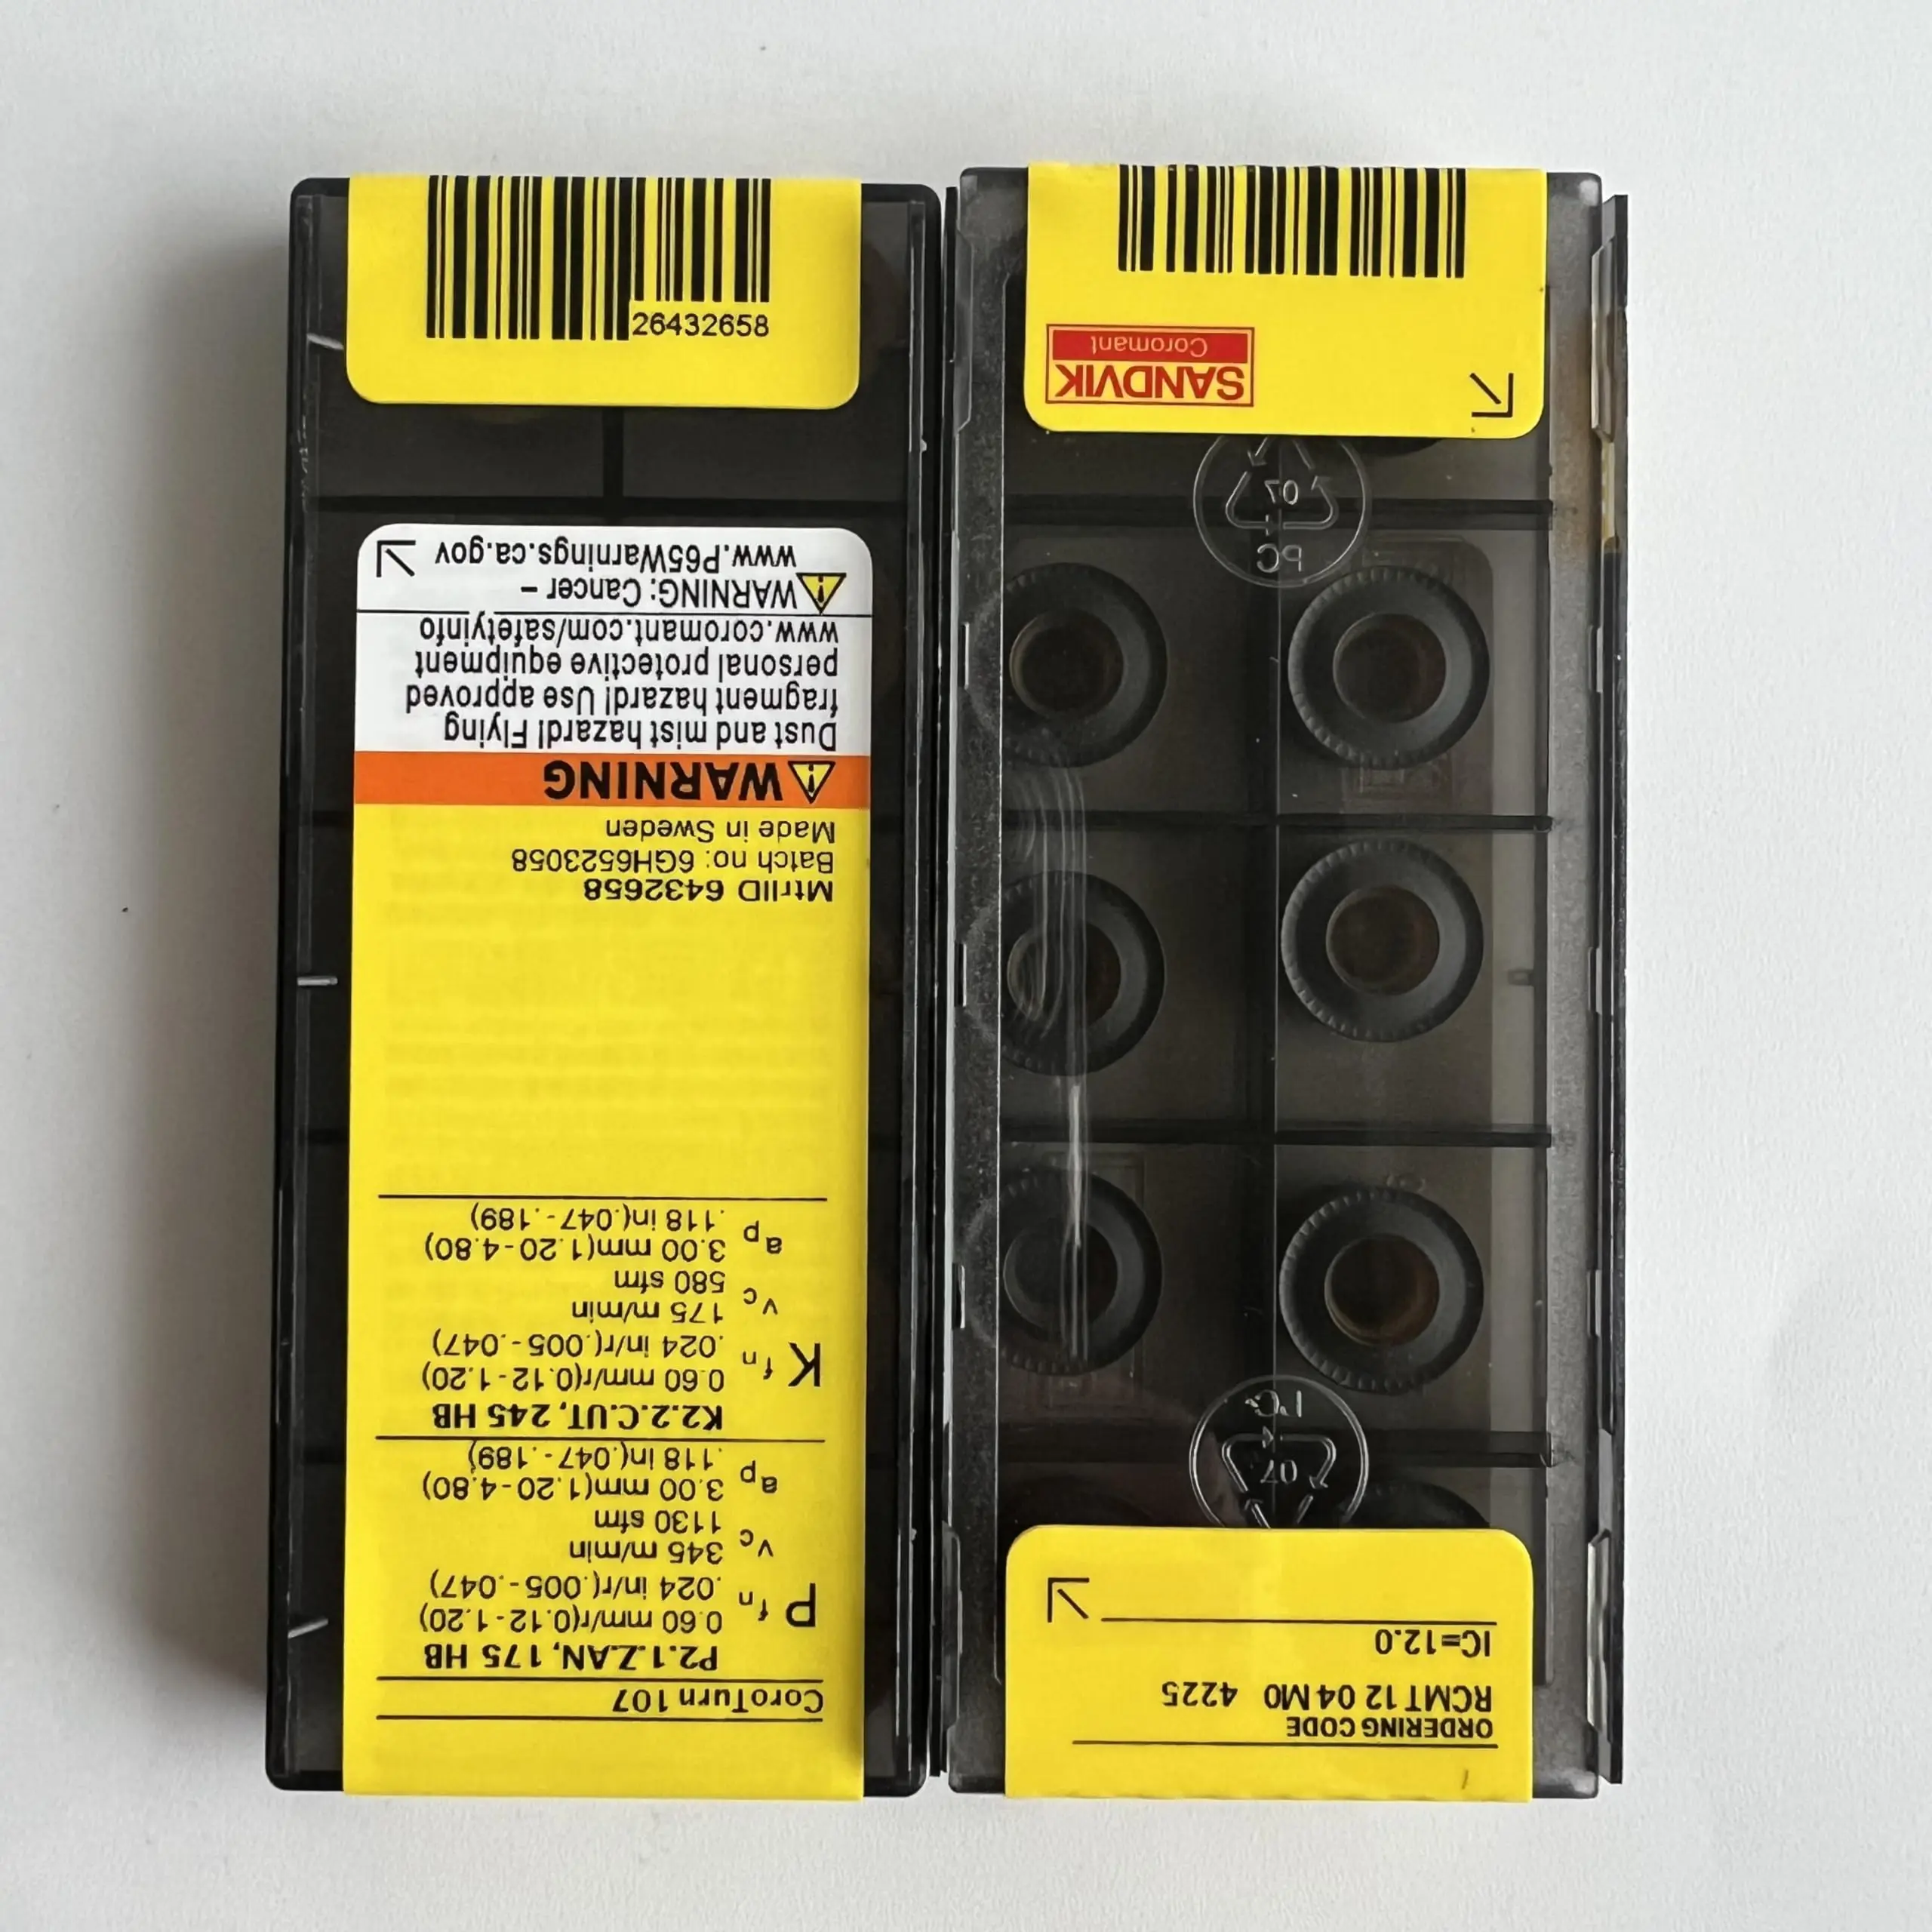 CoroTurn 107
P2.1.Z.AN, 175 HB
P fn 0.60 mm/r(0.12-1.20)
.024 in/r(.005-.047)
vc 345 m/min
1130 sfm
ap 3.00 mm(1.20-4.80)
.118 in(.047-.189)
K2.2.C.UT, 245 HB
K fn 0.60 mm/r(0.12-1.20)
.024 in/r(.005-.047)
vc 175 m/min
580 sfm
ap 3.00 mm(1.20-4.80)
.118 in(.047-.189)
MtrlID 6432658
Batch no: 6GH6523058
Made in Sweden
WARNING
Dust and mist hazard! Flying
fragment hazard! Use approved
personal protective equipment
www.coromant.com/safetyinfo
WARNING: Cancer –
www.P65Warnings.ca.gov
26432658
ORDERING CODE
RCMT 12 04 M0 4225
IC=12.0
PC
07
07
PC
SANDVIK
Coromant